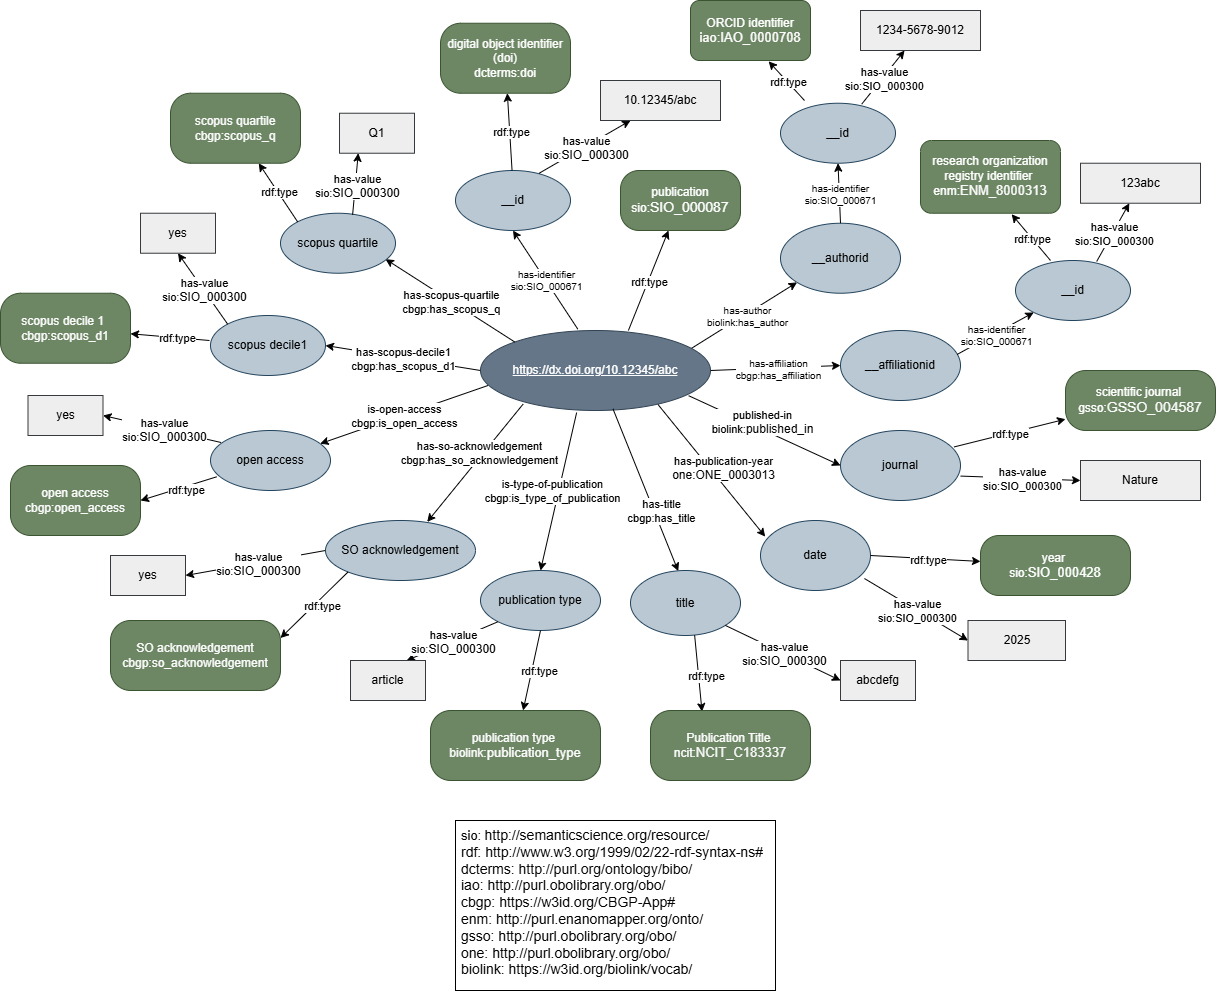 ORCID identifier
iao:IAO_0000708
1234-5678-9012
digital object identifier
(doi)
dcterms:doi
has-value
sio:SIO_000300
rdf:type
10.12345/abc
scopus quartile
cbgp:scopus_q
Q1
rdf:type
has-value
sio:SIO_000300
__id
research organization
registry identifier
enm:ENM_8000313
has-value
sio:SIO_000300
rdf:type
123abc
publication
sio:SIO_000087
has-identifier
sio:SIO_000671
__id
rdf:type
has-value
sio:SIO_000300
yes
scopus quartile
has-value
sio:SIO_000300
rdf:type
__authorid
has-identifier
sio:SIO_000671
rdf:type
__id
has-value
sio:SIO_000300
has-scopus-quartile
cbgp:has_scopus_q
has-author
biolink:has_author
scopus decile 1
cbgp:scopus_d1
rdf:type
scopus decile1
has-scopus-decile1
cbgp:has_scopus_d1
https://dx.doi.org/10.12345/abc
has-affiliation
cbgp:has_affiliation
__affiliationid
has-identifier
sio:SIO_000671
yes
has-value
sio:SIO_000300
is-open-access
cbgp:is_open_access
published-in
biolink:published_in
scientific journal
gsso:GSSO_004587
rdf:type
open access
has-so-acknowledgement
cbgp:has_so_acknowledgement
has-publication-year
one:ONE_0003013
journal
has-value
sio:SIO_000300
Nature
open access
cbgp:open_access
rdf:type
is-type-of-publication
cbgp:is_type_of_publication
has-title
cbgp:has_title
SO acknowledgement
date
rdf:type
year
sio:SIO_000428
yes
has-value
sio:SIO_000300
rdf:type
publication type
title
has-value
sio:SIO_000300
2025
SO acknowledgement
cbgp:so_acknowledgement
has-value
sio:SIO_000300
article
rdf:type
rdf:type
has-value
sio:SIO_000300
abcdefg
publication type
biolink:publication_type
Publication Title
ncit:NCIT_C183337
sio: http://semanticscience.org/resource/
rdf: http://www.w3.org/1999/02/22-rdf-syntax-ns#
dcterms: http://purl.org/ontology/bibo/
iao: http://purl.obolibrary.org/obo/
cbgp: https://w3id.org/CBGP-App#
enm: http://purl.enanomapper.org/onto/
gsso: http://purl.obolibrary.org/obo/
one: http://purl.obolibrary.org/obo/
biolink: https://w3id.org/biolink/vocab/